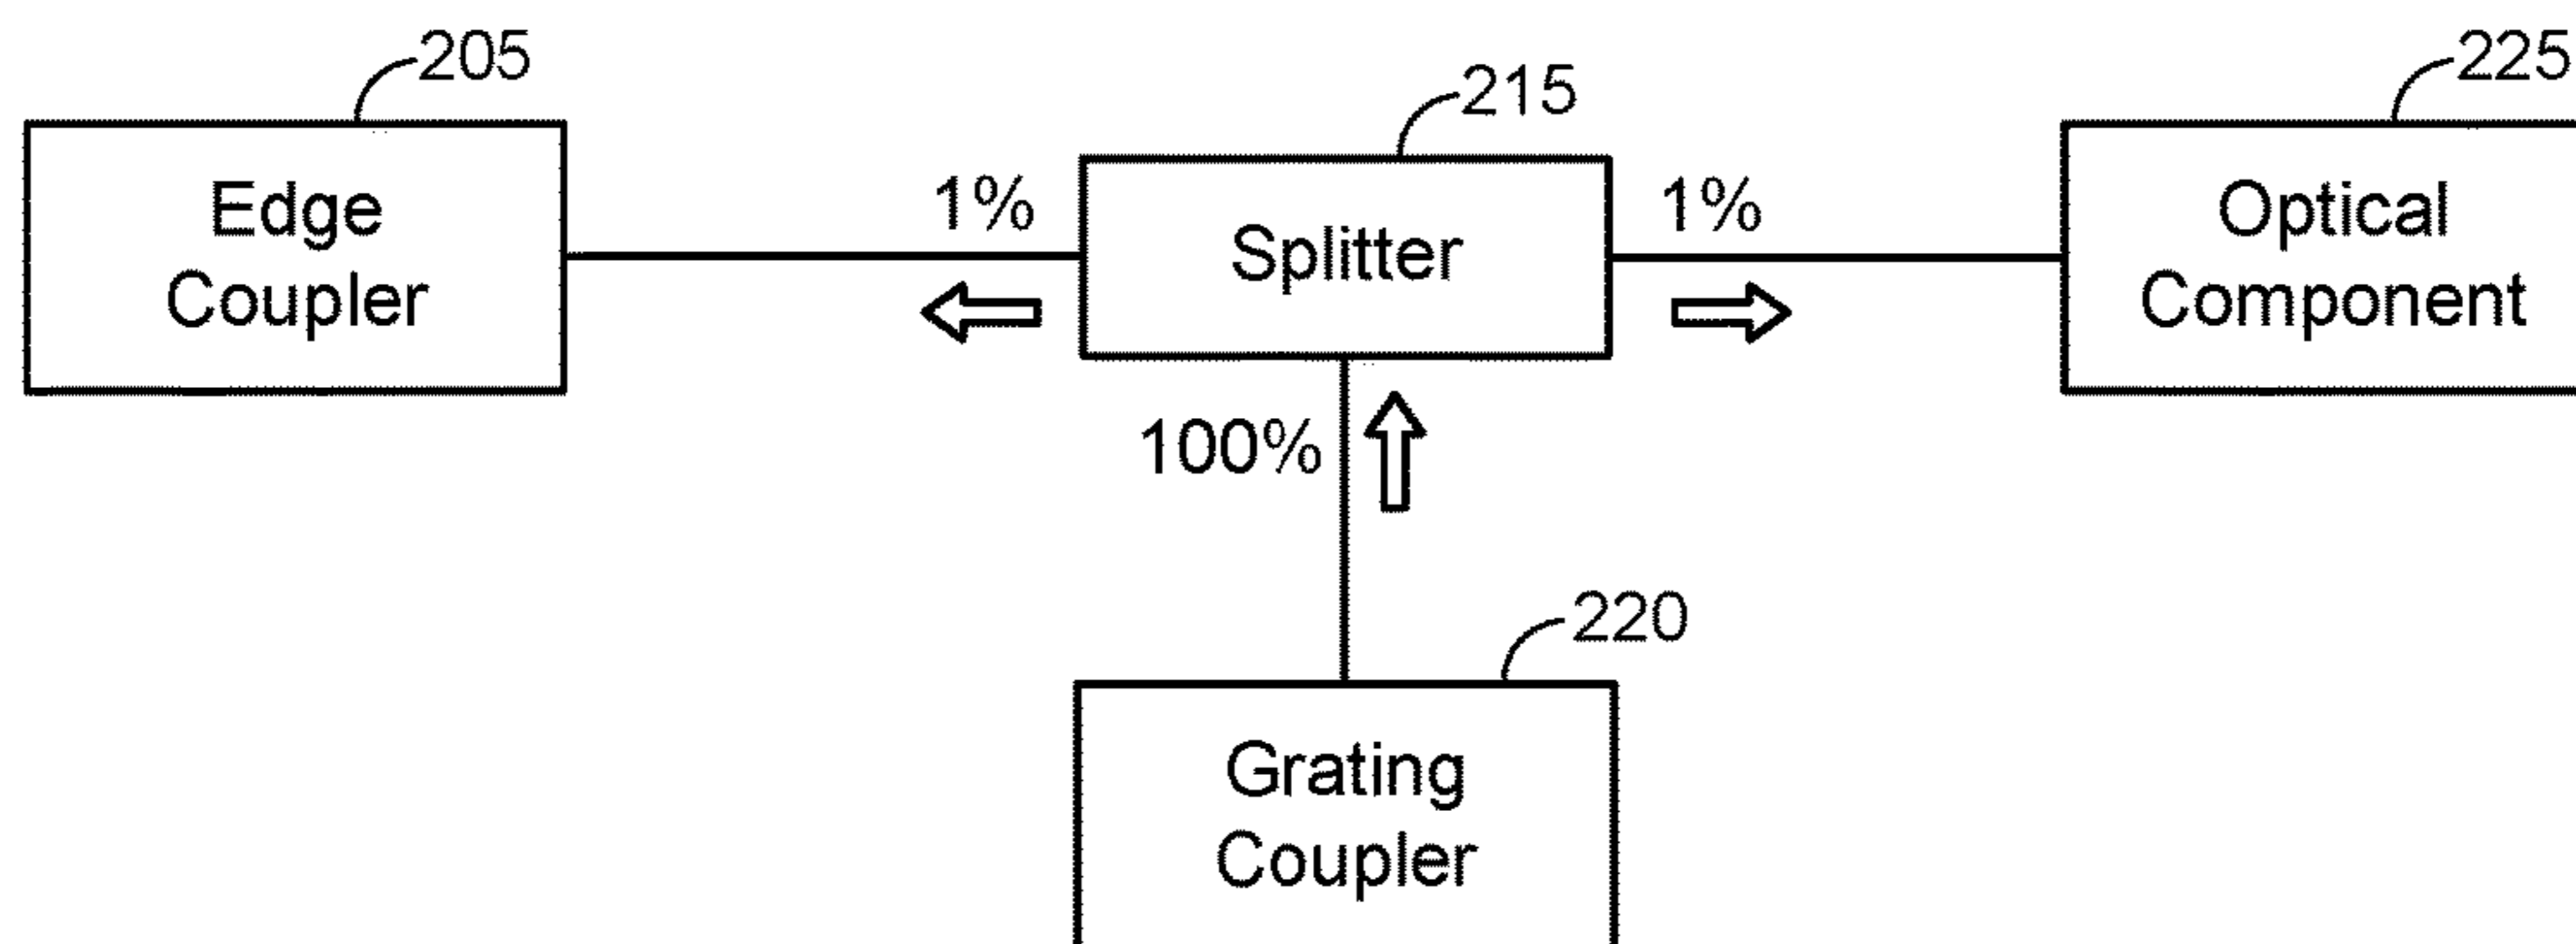 205
215
225
Edge
Coupler
1%
Splitter
1%
Optical
Component
100%
220
Grating
Coupler